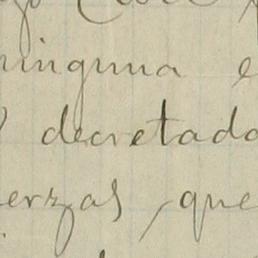 ninguna e
decretado
erzas, que